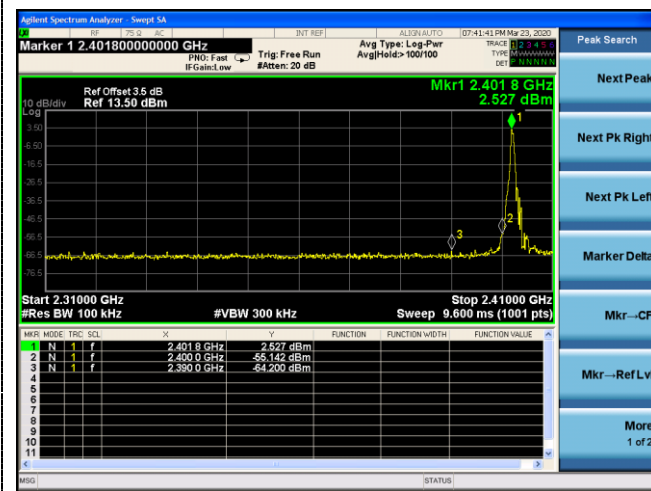 Agilent Spectrum Analyzer - Swept SA
RF 75 Ω AC INT REF ALIGN AUTO 07:41:41 PM Mar 23, 2020
Marker 1 2.401800000000 GHz
PNO: Fast
IFGain:Low
Trig: Free Run
#Atten: 20 dB
Avg Type: Log-Pwr
Avg|Hold:> 100/100
TRACE 1 2 3 4 5 6
TYPE
DET P N N N N N
Peak Search
Next Peak
Next Pk Right
Next Pk Left
Marker Delta
Mkr→CF
Mkr→Ref Lvl
More
1 of 2
Mkr1 2.401 8 GHz
2.527 dBm
Ref Offset 3.5 dB
Ref 13.50 dBm
10 dB/div
Log
3.50
-6.50
-16.5
-26.5
-36.5
-46.5
-56.5
-66.5
-76.5
1
2
3
Start 2.31000 GHz Stop 2.41000 GHz
#Res BW 100 kHz #VBW 300 kHz Sweep 9.600 ms (1001 pts)
MKR MODE TRC SCL X Y FUNCTION FUNCTION WIDTH FUNCTION VALUE
1 N 1 f 2.401 8 GHz 2.527 dBm
2 N 1 f 2.400 0 GHz -55.142 dBm
3 N 1 f 2.390 0 GHz -64.200 dBm
4
5
6
7
8
9
10
11
MSG STATUS